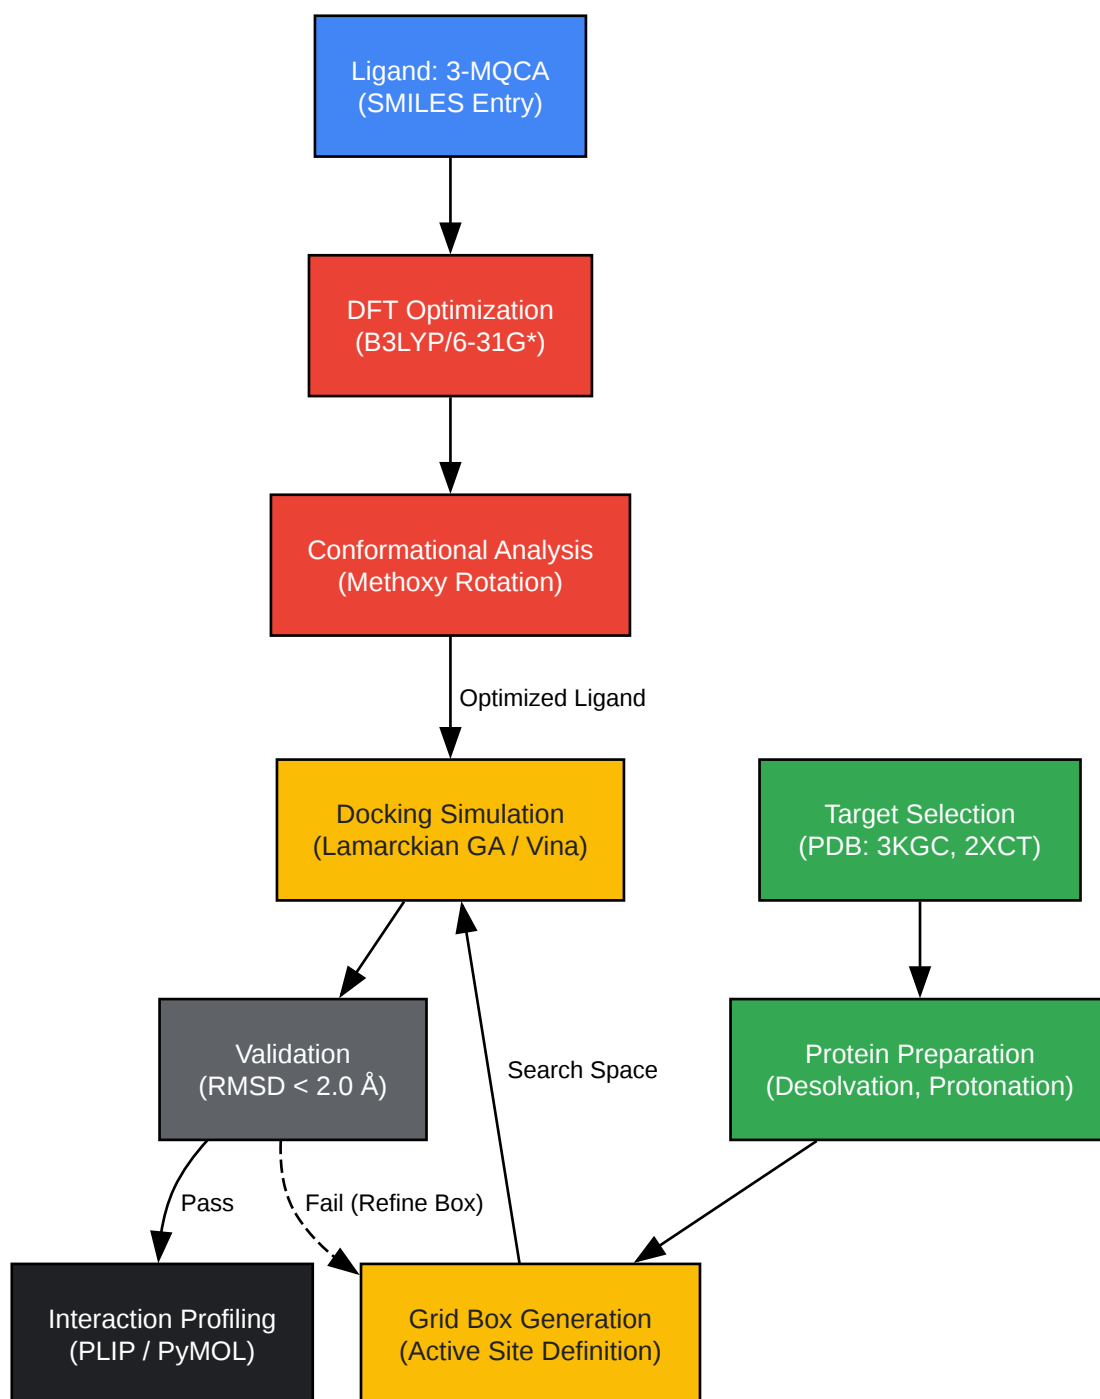 Ligand: 3-MQCA
(SMILES Entry)
DFT Optimization
(B3LYP/6-31G*)
Conformational Analysis
(Methoxy Rotation)
Optimized Ligand
Docking Simulation
(Lamarckian GA / Vina)
Target Selection
(PDB: 3KGC, 2XCT)
Validation
(RMSD < 2.0 Å)
Search Space
Protein Preparation
(Desolvation, Protonation)
Pass
Fail (Refine Box)
Interaction Profiling
(PLIP / PyMOL)
Grid Box Generation
(Active Site Definition)